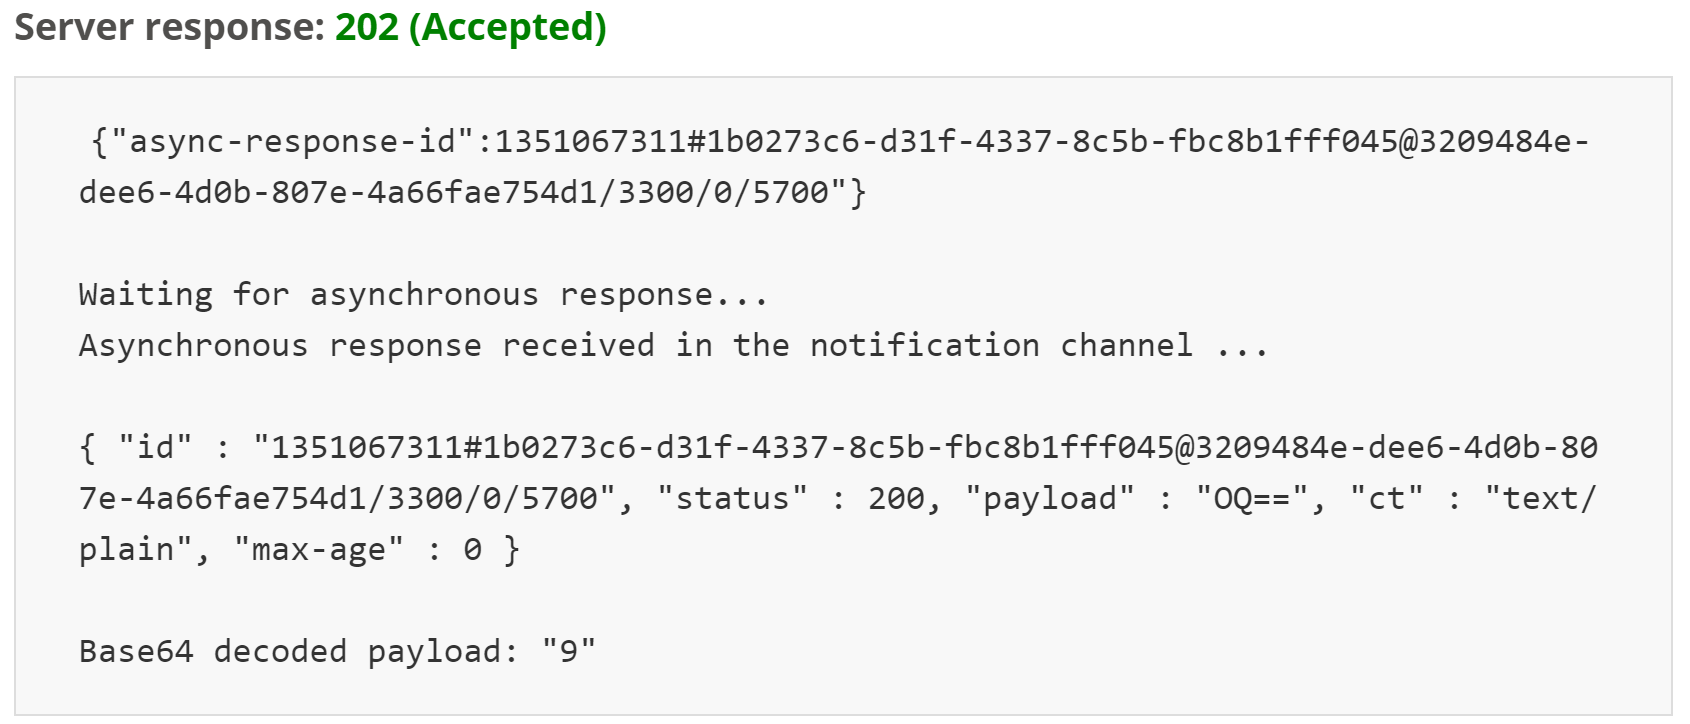 Server response: 202 (Accepted)
{"async-response-id":1351067311#1b0273c6-d31f-4337-8c5b-fbc8b1fff045@3209484e-
dee6-4d0b-807e-4a66fae754d1/3300/0/5700"}
Waiting for asynchronous response...
Asynchronous response received in the notification channel ...
{ "id" : "1351067311#1b0273c6-d31f-4337-8c5b-fbc8b1fff045@3209484e-dee6-4d0b-80
7e-4a66fae754d1/3300/0/5700", "status" : 200, "payload" : "OQ==", "ct" : "text/
plain", "max-age" : 0 }
Base64 decoded payload: "9"